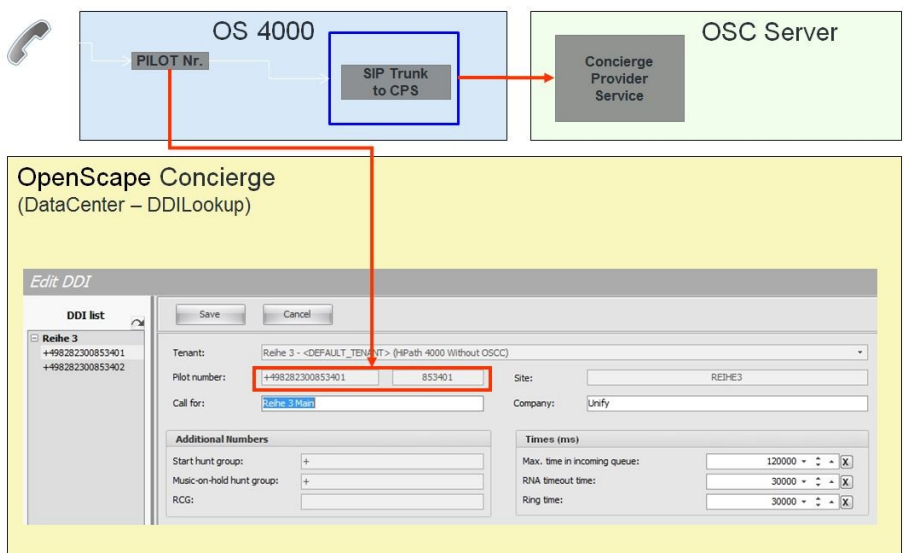 OS 4000
PILOT Nr.
SIP Trunk
to CPS
OSC Server
Concierge
Provider
Service
OpenScape Concierge
(DataCenter – DDILookup)
Edit DDI
DDI list
Reihe 3
+498282300853401
+498282300853402
Save Cancel
Tenant: Reihe 3 - <DEFAULT_TENANT> (HiPath 4000 Without OSCC)
Pilot number: +498282300853401 853401 Site: REIHE3
Call for: Reihe 3 Main Company: Unify
Additional Numbers
Start hunt group: +
Music-on-hold hunt group: +
RCG:
Times (ms)
Max. time in incoming queue: 120000 X
RNA timeout time: 30000 X
Ring time: 30000 X